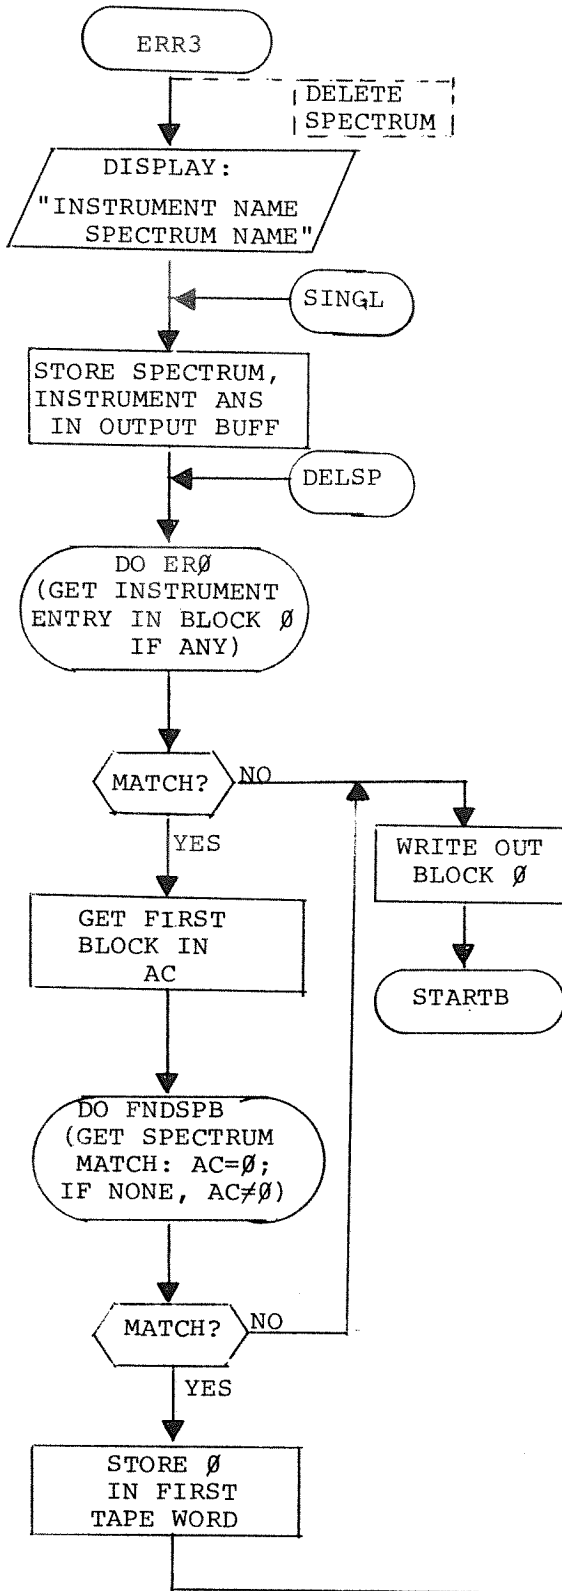 ERR3
DELETE
SPECTRUM
DISPLAY:
"INSTRUMENT NAME
SPECTRUM NAME"
SINGL
STORE SPECTRUM,
INSTRUMENT ANS
IN OUTPUT BUFF
DELSP
DO ERØ
(GET INSTRUMENT
ENTRY IN BLOCK Ø
IF ANY)
MATCH?
NO
YES
WRITE OUT
BLOCK Ø
GET FIRST
BLOCK IN
AC
STARTB
DO FNDSPB
(GET SPECTRUM
MATCH: AC=Ø;
IF NONE, AC≠Ø)
MATCH?
NO
YES
STORE Ø
IN FIRST
TAPE WORD